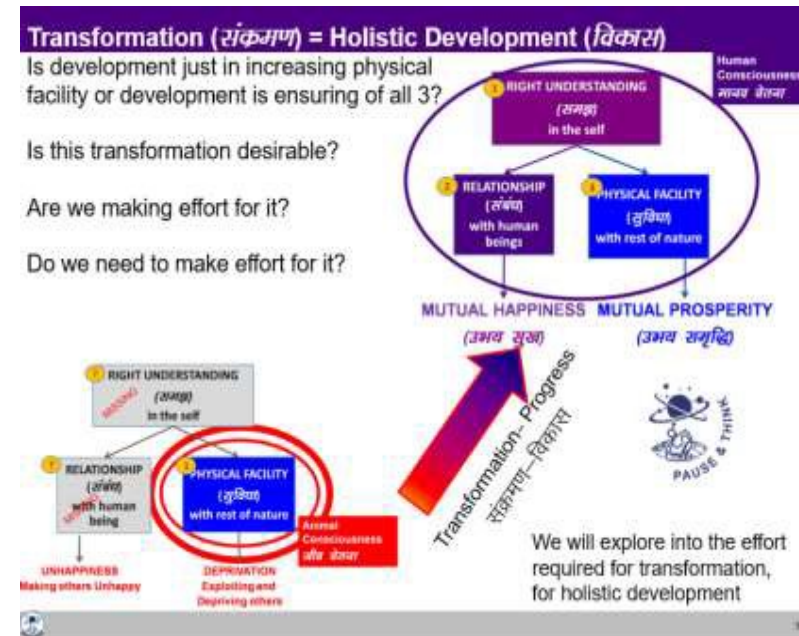 Transformation (संक्रमण) = Holistic Development (विकास)
Is development just in increasing physical
facility or development is ensuring of all 3?
Is this transformation desirable?
Are we making effort for it?
Do we need to make effort for it?
Human
Consciousness
मानव चेतना
1
RIGHT UNDERSTANDING
(समझ)
in the self
2
RELATIONSHIP
(संबंध)
with human
beings
3
PHYSICAL FACILITY
(सुविधा)
with rest of nature
MUTUAL HAPPINESS
(उभय सुख)
MUTUAL PROSPERITY
(उभय समृद्धि)
Transformation- Progress
संक्रमण–विकास
PAUSE & THINK
?
RIGHT UNDERSTANDING
(समझ)
in the self
MISSING
?
RELATIONSHIP
(संबंध)
with human
being
MISSING
PHYSICAL FACILITY
(सुविधा)
with rest of nature
Animal
Consciousness
जीव चेतना
UNHAPPINESS
Making others Unhappy
DEPRIVATION
Exploiting and
Depriving others
We will explore into the effort
required for transformation,
for holistic development